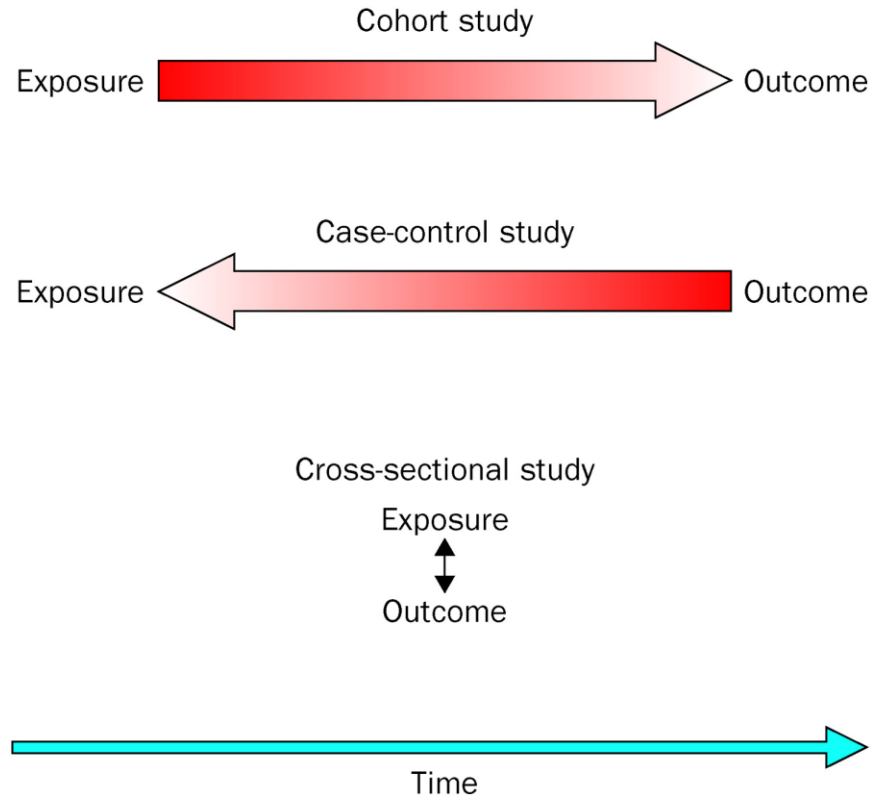 Cohort study
Exposure Outcome
Case-control study
Exposure Outcome
Cross-sectional study
Exposure
Outcome
Time